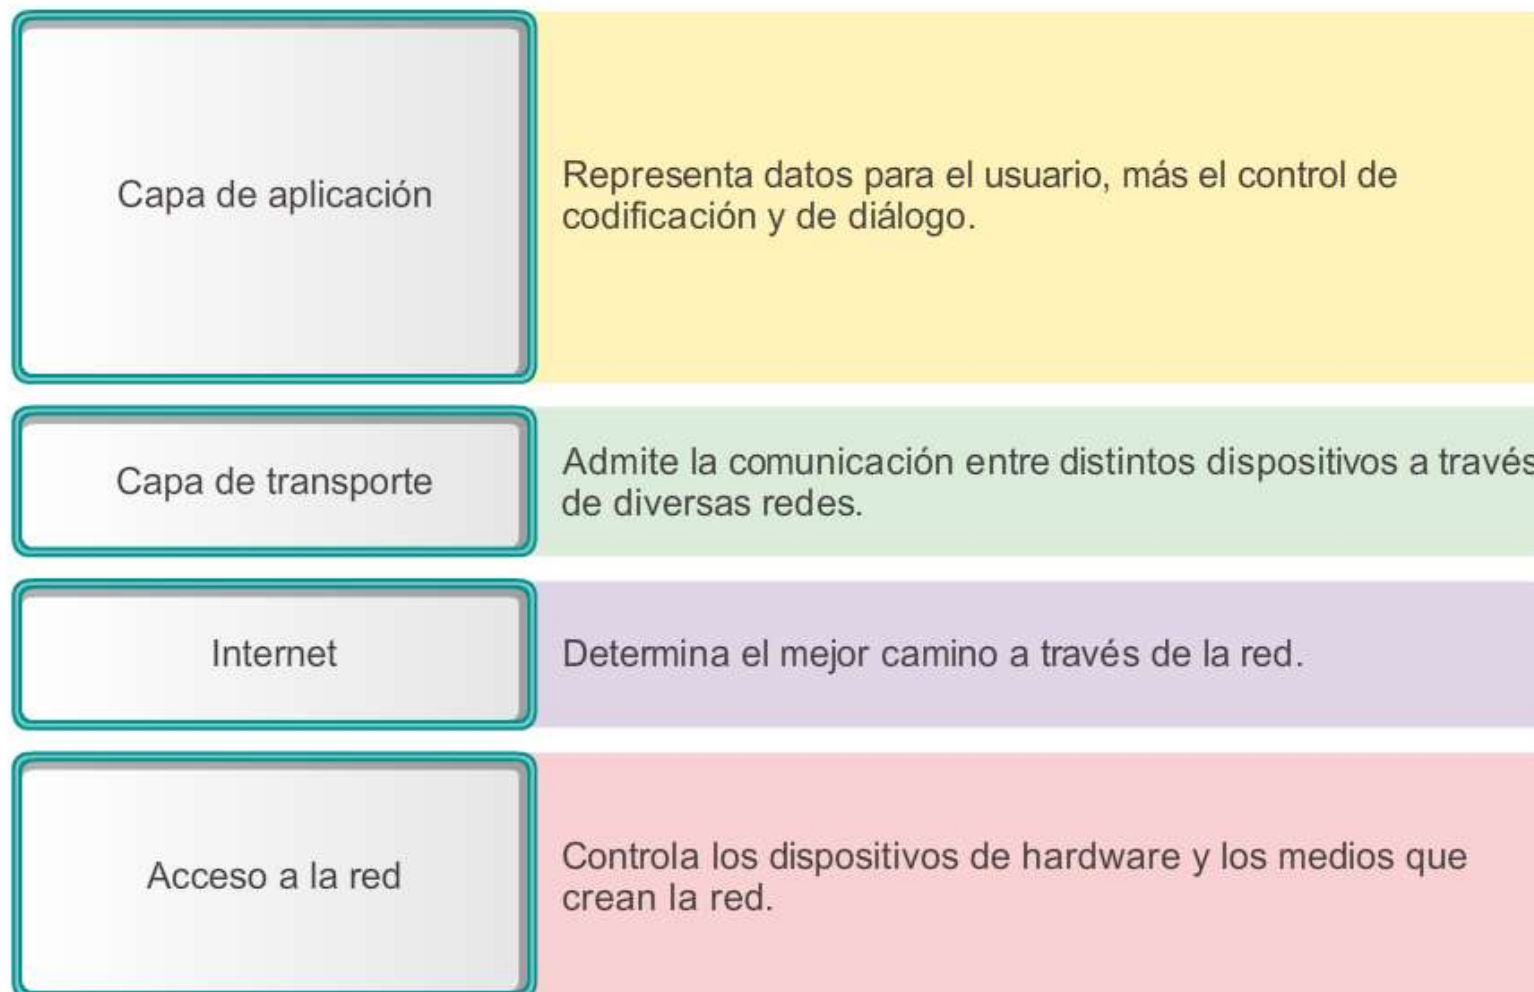 Capa de aplicación
Representa datos para el usuario, más el control de
codificación y de diálogo.
Capa de transporte
Admite la comunicación entre distintos dispositivos a través
de diversas redes.
Internet
Determina el mejor camino a través de la red.
Acceso a la red
Controla los dispositivos de hardware y los medios que
crean la red.